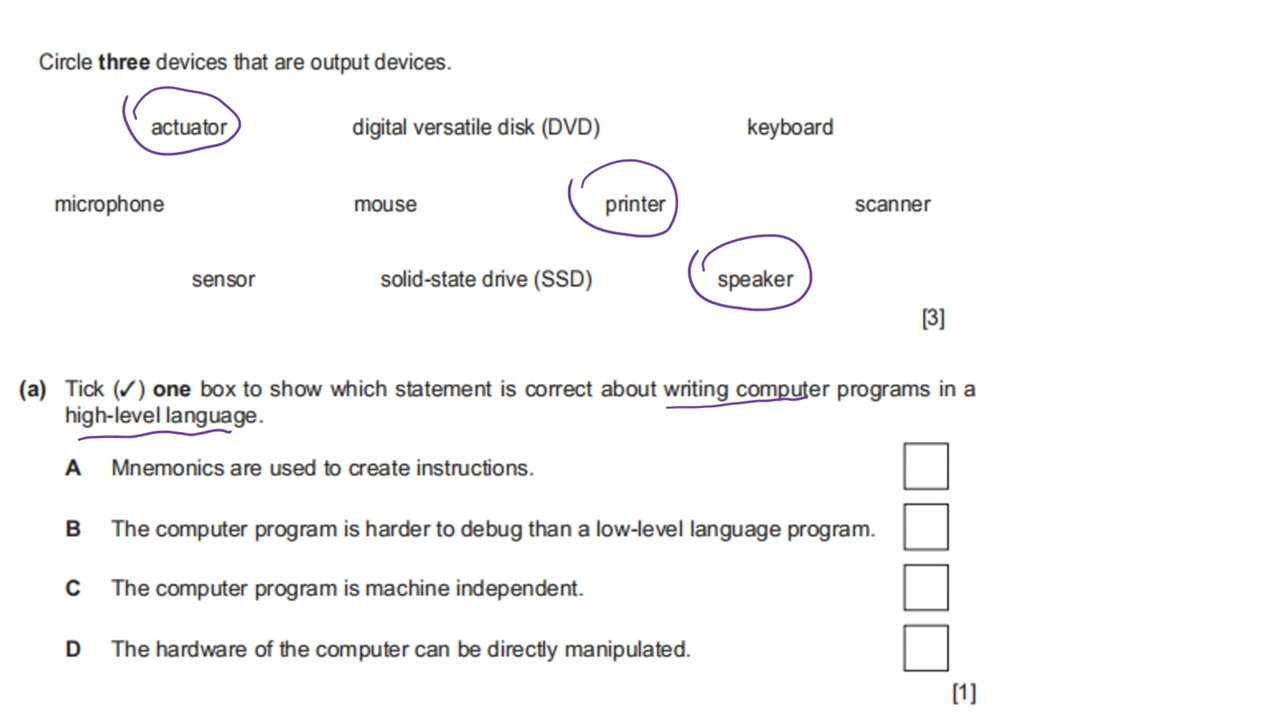 Circle three devices that are output devices.
actuator digital versatile disk (DVD) keyboard
microphone mouse printer scanner
sensor solid-state drive (SSD) speaker
[3]
(a) Tick (✓) one box to show which statement is correct about writing computer programs in a
high-level language.
A Mnemonics are used to create instructions.
B The computer program is harder to debug than a low-level language program.
C The computer program is machine independent.
D The hardware of the computer can be directly manipulated.
[1]